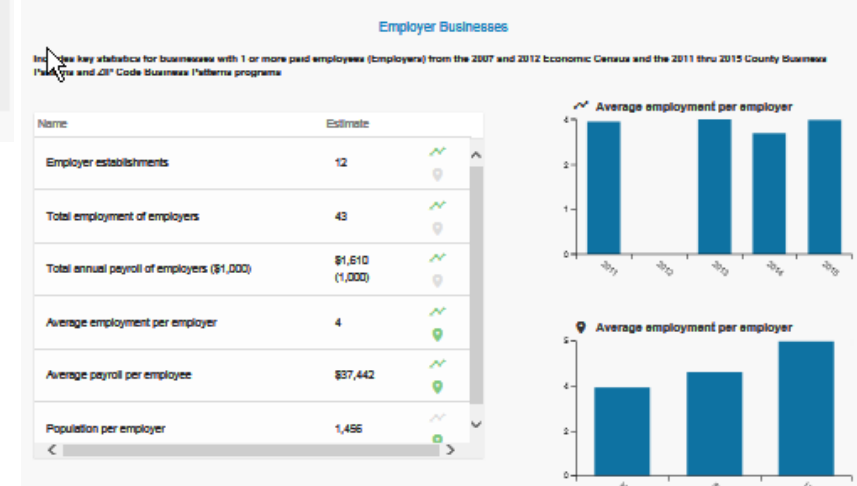 Employer Businesses
Includes key statistics for businesses with 1 or more paid employees (Employers) from the 2007 and 2012 Economic Census and the 2011 thru 2015 County Business
Patterns and ZIP Code Business Patterns programs
Name Estimate
Employer establishments 12
Total employment of employers 43
Total annual payroll of employers ($1,000) $1,610
(1,000)
Average employment per employer 4
Average payroll per employee $37,442
Population per employer 1,456
Average employment per employer
4
2
1
0
2011 2012 2013 2014 2015
Average employment per employer
4
2
0